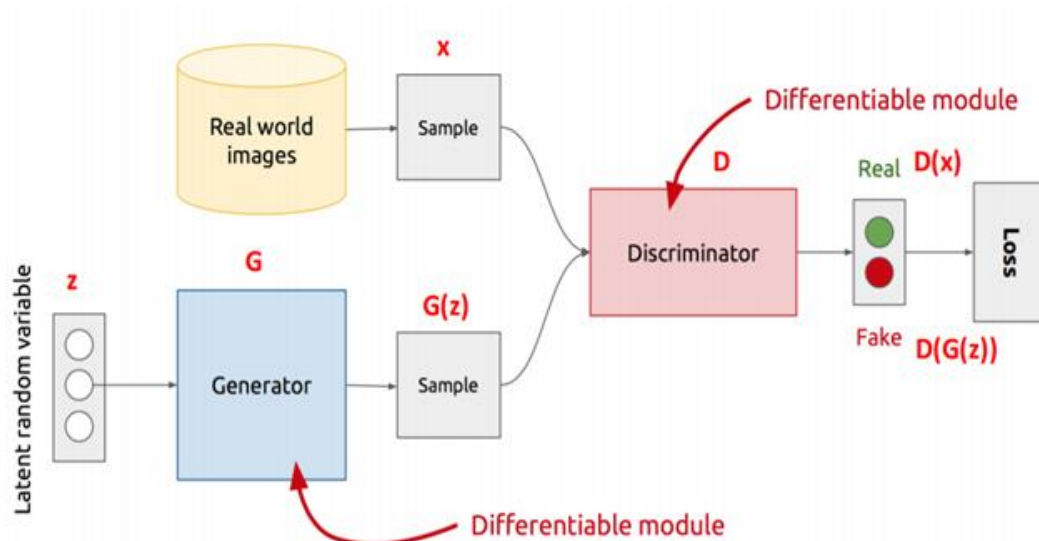 x
Real world
images
Sample
Differentiable module
D
Real
D(x)
Discriminator
Loss
Fake
D(G(z))
Latent random variable
z
G
Generator
G(z)
Sample
Differentiable module